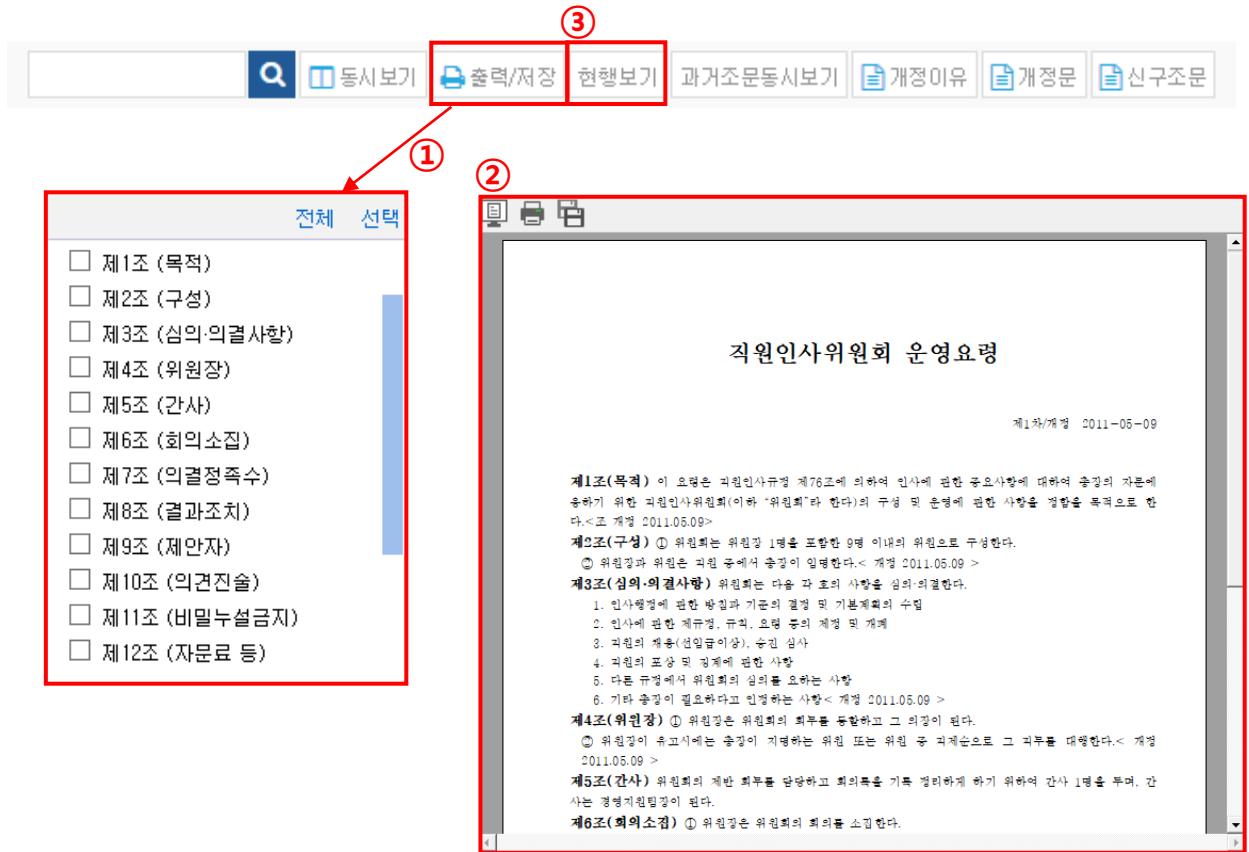 ③
동시보기 출력/저장 현행보기 과거조문동시보기 개정이유 개정문 신구조문
①
전체 선택
제1조 (목적)
제2조 (구성)
제3조 (심의·의결사항)
제4조 (위원장)
제5조 (간사)
제6조 (회의소집)
제7조 (의결정족수)
제8조 (결과조치)
제9조 (제안자)
제10조 (의견진술)
제11조 (비밀누설금지)
제12조 (자문료 등)
②
직원인사위원회 운영요령
제1차/개정 2011-05-09
제1조(목적) 이 요령은 직원인사규정 제76조에 의하여 인사에 관한 중요사항에 대하여 총장의 자문에
응하기 위한 직원인사위원회(이하 “위원회”라 한다)의 구성 및 운영에 관한 사항을 정함을 목적으로 한
다.<조 개정 2011.05.09>
제2조(구성) ① 위원회는 위원장 1명을 포함한 9명 이내의 위원으로 구성한다.
② 위원장과 위원은 직원 중에서 총장이 임명한다.< 개정 2011.05.09 >
제3조(심의·의결사항) 위원회는 다음 각 호의 사항을 심의·의결한다.
1. 인사행정에 관한 방침과 기준의 결정 및 기본계획의 수립
2. 인사에 관한 제규정, 규칙, 요령 등의 제정 및 개폐
3. 직원의 채용(선임급이상), 승진 심사
4. 직원의 포상 및 징계에 관한 사항
5. 다른 규정에서 위원회의 심의를 요하는 사항
6. 기타 총장이 필요하다고 인정하는 사항< 개정 2011.05.09 >
제4조(위원장) ① 위원장은 위원회의 회무를 통할하고 그 의장이 된다.
② 위원장이 유고시에는 총장이 지명하는 위원 또는 위원 중 직제순으로 그 직무를 대행한다.< 개정
2011.05.09 >
제5조(간사) 위원회의 제반 회무를 담당하고 회의록을 기록 정리하게 하기 위하여 간사 1명을 두며, 간
사는 경영지원팀장이 된다.
제6조(회의소집) ① 위원장은 위원회의 회의를 소집한다.